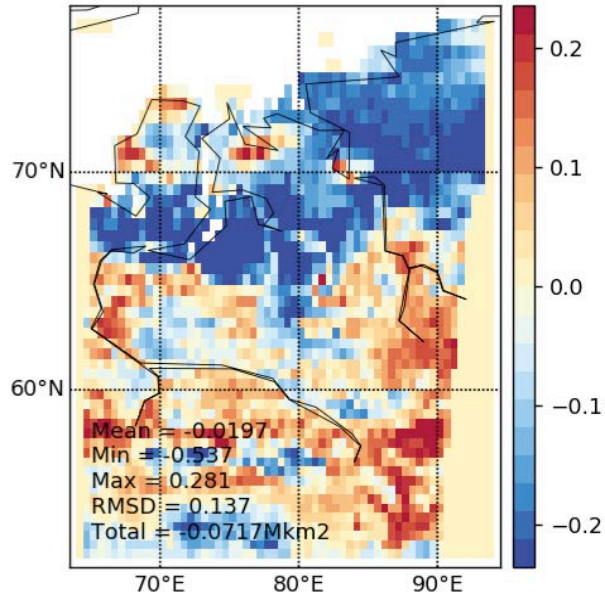 70°N
60°N
Mean = -0.0197
Min = -0.537
Max = 0.281
RMSD = 0.137
Total = -0.0717Mkm2
70°E
80°E
90°E
0.2
0.1
0.0
−0.1
−0.2